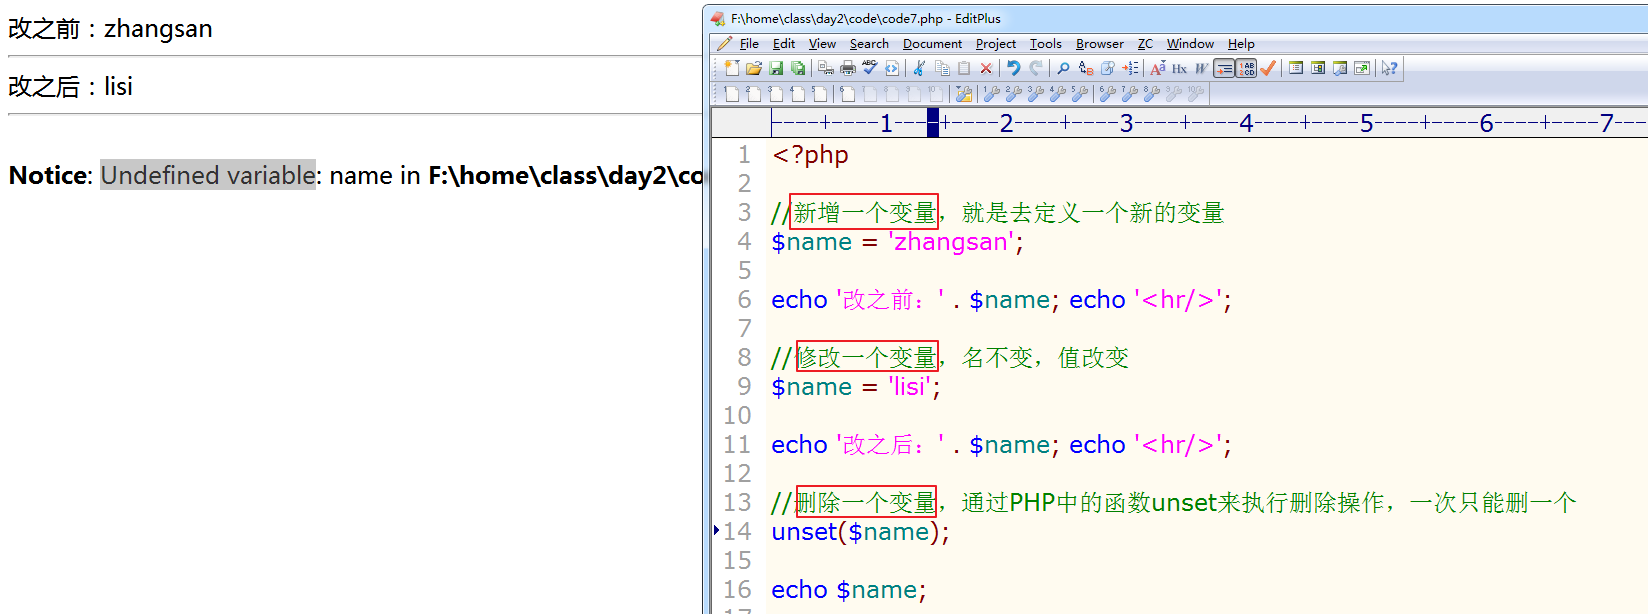 改之前：zhangsan
改之后：lisi
Notice: Undefined variable: name in F:\home\class\day2\co
F:\home\class\day2\code\code7.php - EditPlus
File Edit View Search Document Project Tools Browser ZC Window Help
----+----1----+----2----+----3----+----4----+----5----+----6----+----7--
1 <?php
2
3 //新增一个变量，就是去定义一个新的变量
4 $name = 'zhangsan';
5
6 echo '改之前：' . $name; echo '<hr/>';
7
8 //修改一个变量，名不变，值改变
9 $name = 'lisi';
10
11 echo '改之后：' . $name; echo '<hr/>';
12
13 //删除一个变量，通过PHP中的函数unset来执行删除操作，一次只能删一个
14 unset($name);
15
16 echo $name;